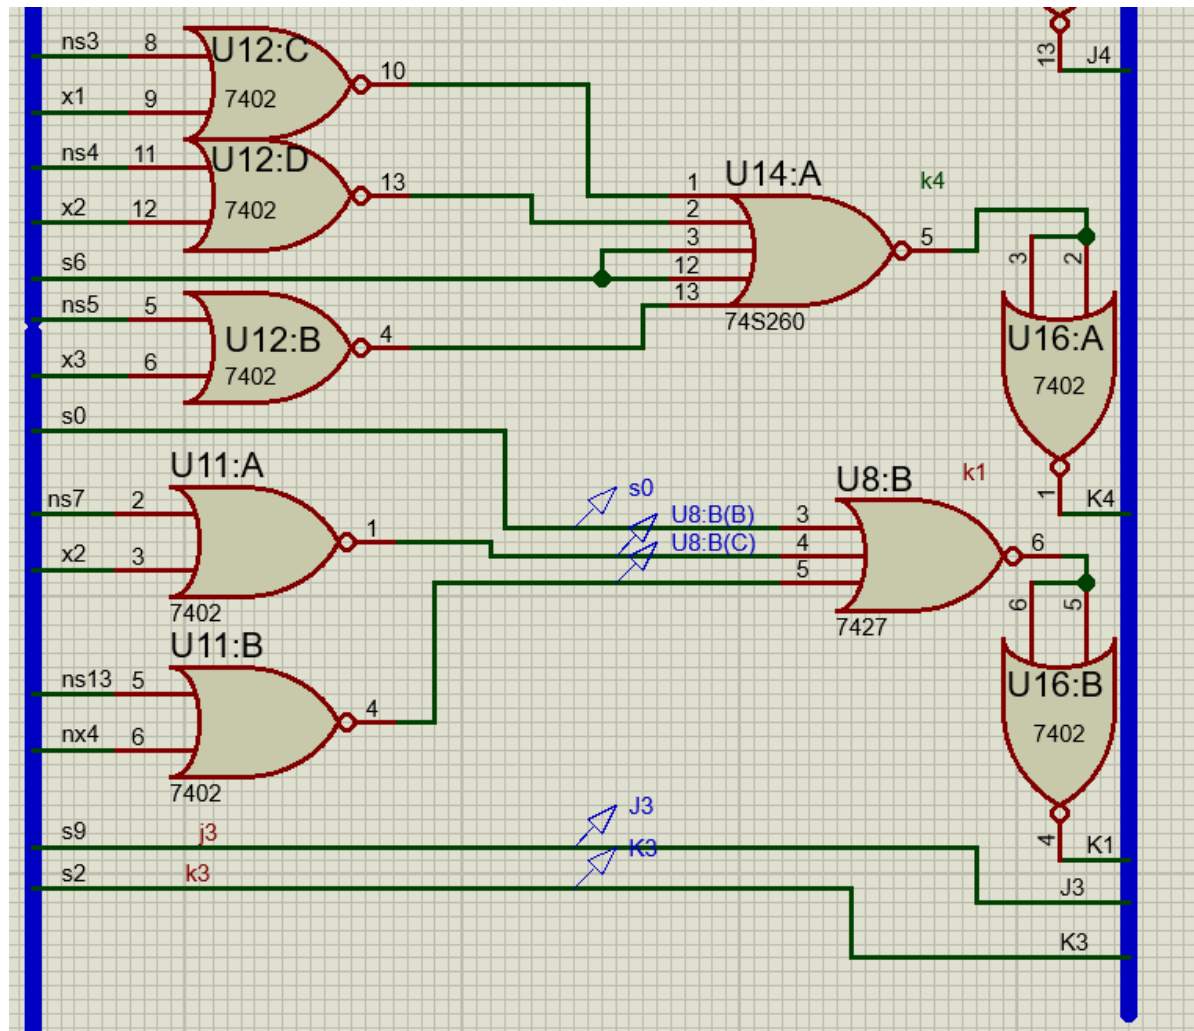 ns3 8 U12:C 10
x1 9 7402
13 J4
ns4 11 U12:D 13
x2 12 7402
U14:A k4
1
2
3
12
13
5
74S260
s6
3 2
U16:A
7402
1 K4
ns5 5 U12:B 4
x3 6 7402
s0
U11:A
ns7 2 1
x2 3
7402
s0
U8:B(B)
U8:B(C)
U8:B k1
3
4
5
6
7427
6 5
U16:B
7402
4 K1
U11:B
ns13 5 4
nx4 6
7402
s9 j3 J3
s2 k3 K3
J3
K3